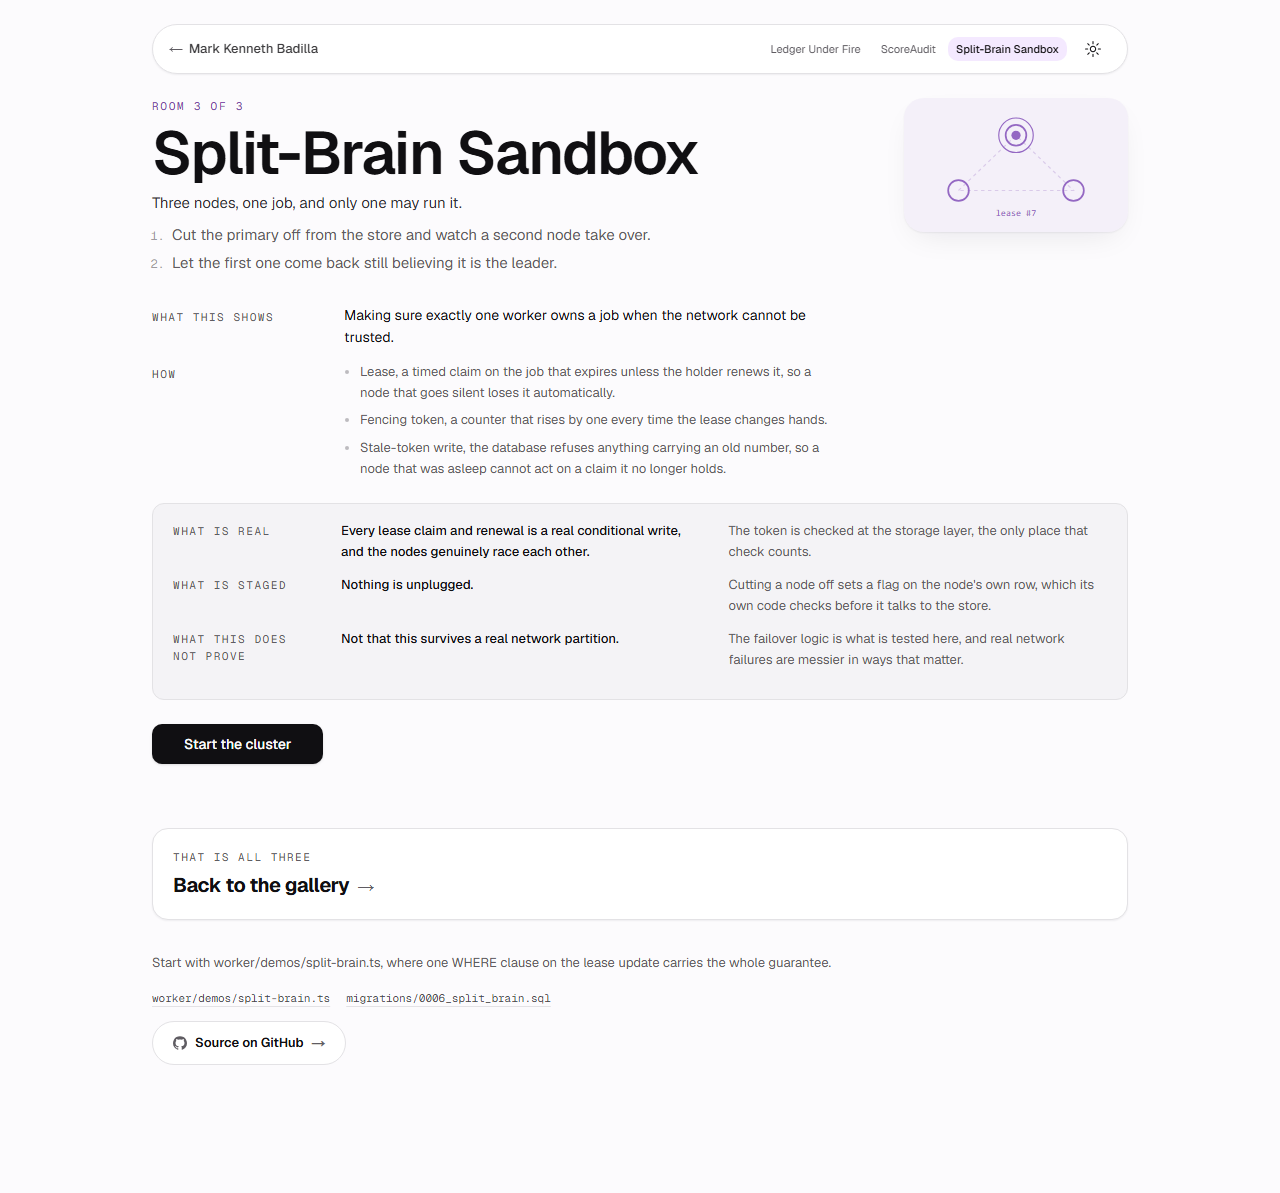 ← Mark Kenneth Badilla
Ledger Under Fire ScoreAudit Split-Brain Sandbox
ROOM 3 OF 3
Split-Brain Sandbox
Three nodes, one job, and only one may run it.
1. Cut the primary off from the store and watch a second node take over.
2. Let the first one come back still believing it is the leader.
lease #7
WHAT THIS SHOWS
Making sure exactly one worker owns a job when the network cannot be
trusted.
HOW
• Lease, a timed claim on the job that expires unless the holder renews it, so a
node that goes silent loses it automatically.
• Fencing token, a counter that rises by one every time the lease changes hands.
• Stale-token write, the database refuses anything carrying an old number, so a
node that was asleep cannot act on a claim it no longer holds.
WHAT IS REAL
Every lease claim and renewal is a real conditional write,
and the nodes genuinely race each other.
The token is checked at the storage layer, the only place that
check counts.
WHAT IS STAGED
Nothing is unplugged.
Cutting a node off sets a flag on the node's own row, which its
own code checks before it talks to the store.
WHAT THIS DOES
NOT PROVE
Not that this survives a real network partition.
The failover logic is what is tested here, and real network
failures are messier in ways that matter.
Start the cluster
THAT IS ALL THREE
Back to the gallery →
Start with worker/demos/split-brain.ts, where one WHERE clause on the lease update carries the whole guarantee.
worker/demos/split-brain.ts migrations/0006_split_brain.sql
Source on GitHub →